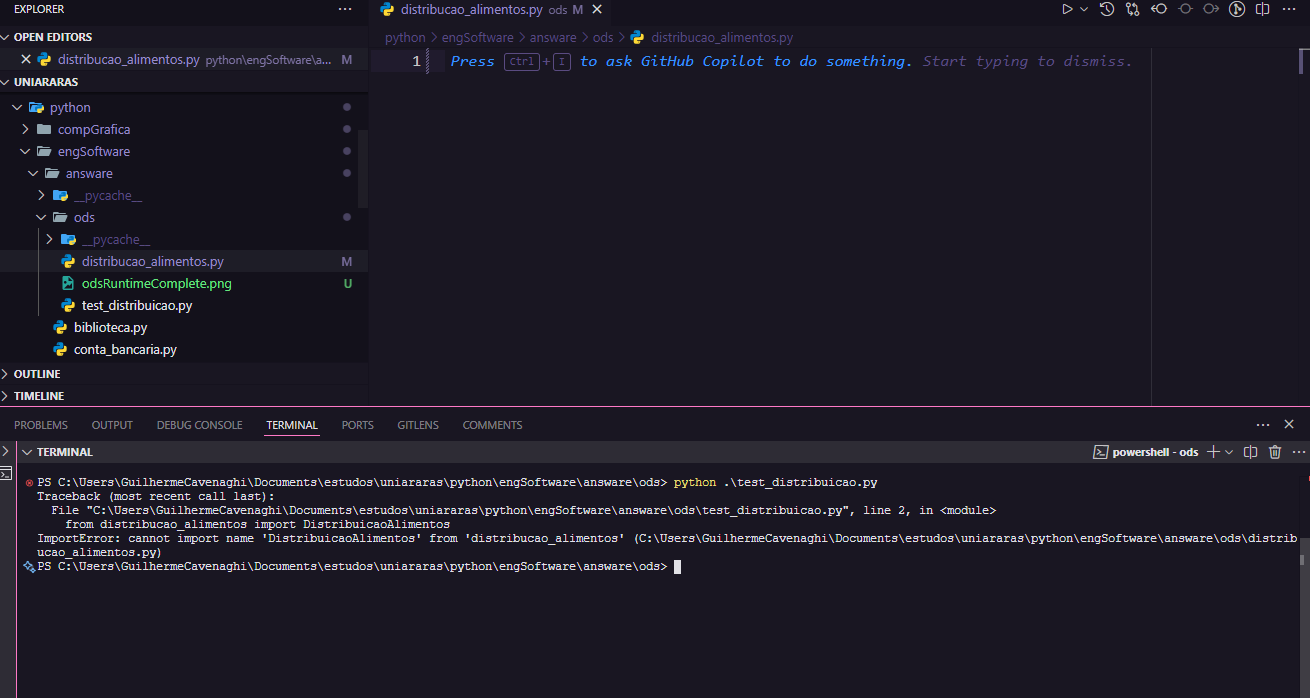 EXPLORER
OPEN EDITORS
distribucao_alimentos.py python\engSoftware\a... M
UNIARARAS
python
compGrafica
engSoftware
answare
__pycache__
ods
__pycache__
distribucao_alimentos.py M
odsRuntimeComplete.png U
test_distribuicao.py
biblioteca.py
conta_bancaria.py
OUTLINE
TIMELINE
distribucao_alimentos.py ods M
python > engSoftware > answare > ods > distribucao_alimentos.py
1 Press Ctrl+I to ask GitHub Copilot to do something. Start typing to dismiss.
PROBLEMS OUTPUT DEBUG CONSOLE TERMINAL PORTS GITLENS COMMENTS
TERMINAL powershell - ods
PS C:\Users\GuilhermeCavenaghi\Documents\estudos\uniararas\python\engSoftware\answare\ods> python .\test_distribuicao.py
Traceback (most recent call last):
File "C:\Users\GuilhermeCavenaghi\Documents\estudos\uniararas\python\engSoftware\answare\ods\test_distribuicao.py", line 2, in <module>
from distribucao_alimentos import DistribuicaoAlimentos
ImportError: cannot import name 'DistribuicaoAlimentos' from 'distribucao_alimentos' (C:\Users\GuilhermeCavenaghi\Documents\estudos\uniararas\python\engSoftware\answare\ods\distrib
ucao_alimentos.py)
PS C:\Users\GuilhermeCavenaghi\Documents\estudos\uniararas\python\engSoftware\answare\ods>